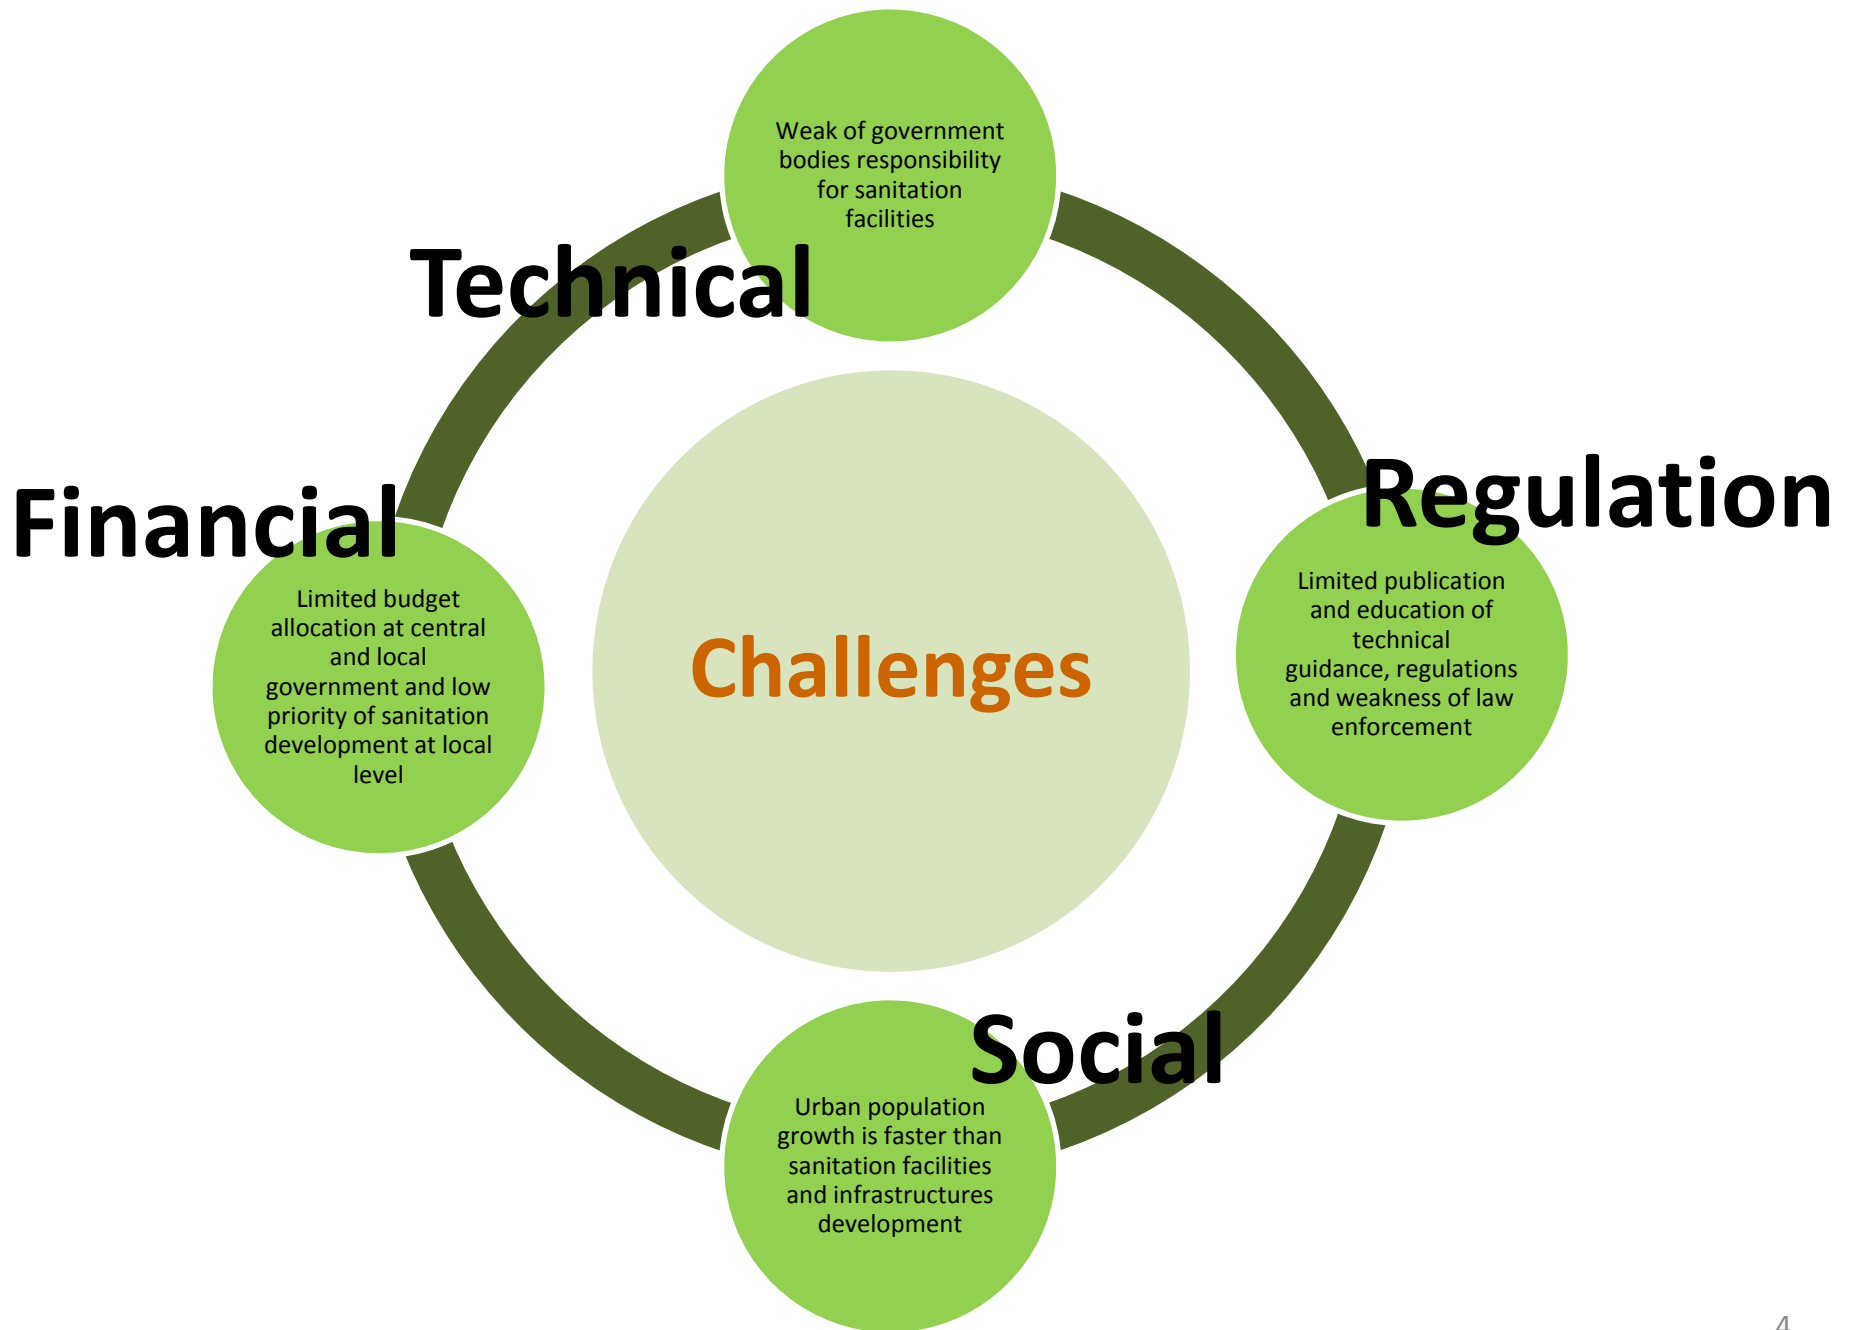 Weak of government
bodies responsibility
for sanitation
facilities
Technical
Regulation
Financial
Limited publication
and education of
technical
guidance, regulations
and weakness of law
enforcement
Limited budget
allocation at central
and local
government and low
priority of sanitation
development at local
level
Challenges
Social
Urban population
growth is faster than
sanitation facilities
and infrastructures
development
4